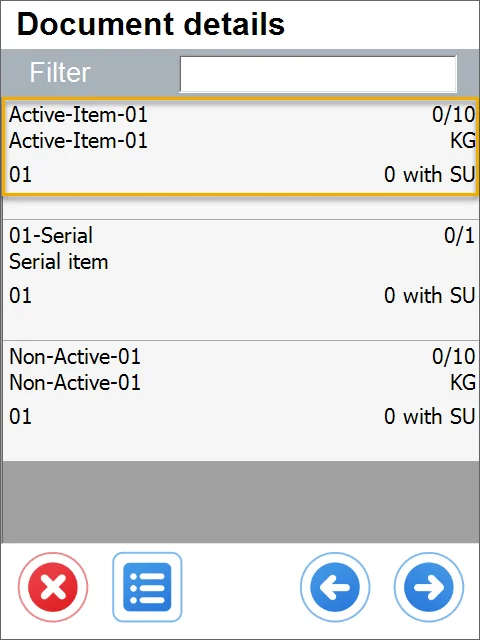 Document details
Filter
Active-Item-01 0/10
Active-Item-01 KG
01 0 with SU
01-Serial 0/1
Serial item
01 0 with SU
Non-Active-01 0/10
Non-Active-01 KG
01 0 with SU